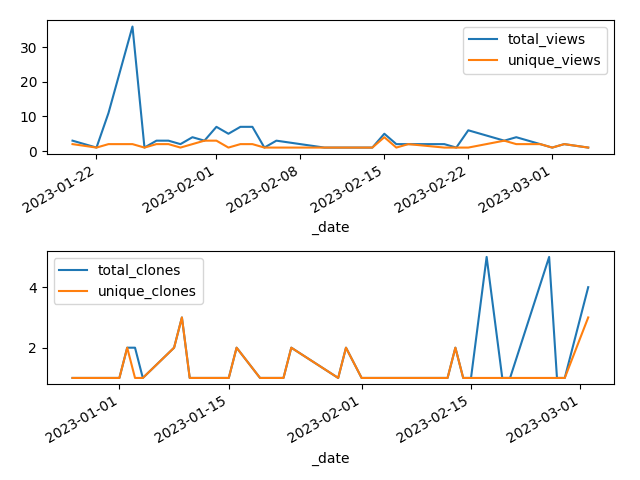 30
20
10
0
total_views
unique_views
2023-01-22
2023-02-01
2023-02-08
2023-02-15
2023-02-22
2023-03-01
_date
4
2
total_clones
unique_clones
2023-01-01
2023-01-15
2023-02-01
2023-02-15
2023-03-01
_date